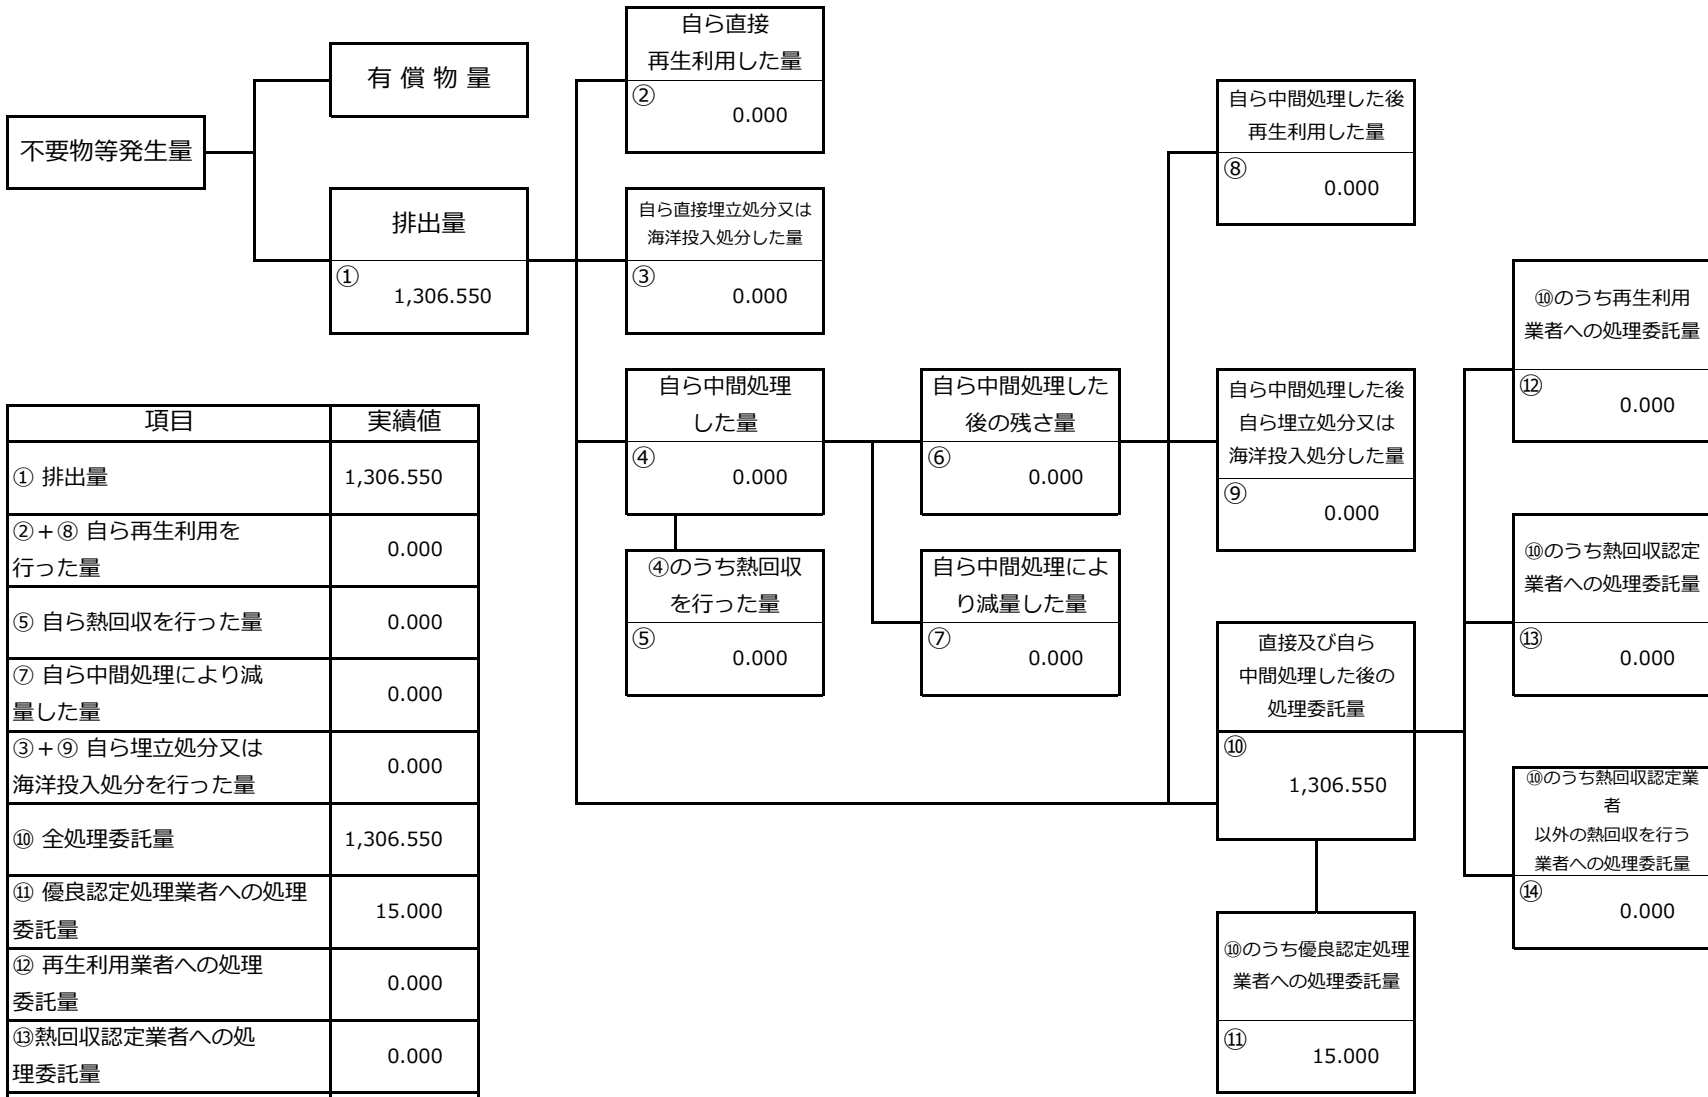 不要物等発生量
有 償 物 量
排出量
①
1,306.550
自ら直接
再生利用した量
②
0.000
自ら直接埋立処分又は
海洋投入処分した量
③
0.000
自ら中間処理
した量
④
0.000
④のうち熱回収
を行った量
⑤
0.000
自ら中間処理した
後の残さ量
⑥
0.000
自ら中間処理によ
り減量した量
⑦
0.000
自ら中間処理した後
再生利用した量
⑧
0.000
自ら中間処理した後
自ら埋立処分又は
海洋投入処分した量
⑨
0.000
直接及び自ら
中間処理した後の
処理委託量
⑩
1,306.550
⑩のうち優良認定処理
業者への処理委託量
⑪
15.000
⑩のうち再生利用
業者への処理委託量
⑫
0.000
⑩のうち熱回収認定
業者への処理委託量
⑬
0.000
⑩のうち熱回収認定業
者
以外の熱回収を行う
業者への処理委託量
⑭
0.000
項目 実績値
① 排出量 1,306.550
②+⑧ 自ら再生利用を
行った量 0.000
⑤ 自ら熱回収を行った量 0.000
⑦ 自ら中間処理により減
量した量 0.000
③+⑨ 自ら埋立処分又は
海洋投入処分を行った量 0.000
⑩ 全処理委託量 1,306.550
⑪ 優良認定処理業者への処理
委託量 15.000
⑫ 再生利用業者への処理
委託量 0.000
⑬熱回収認定業者への処
理委託量 0.000